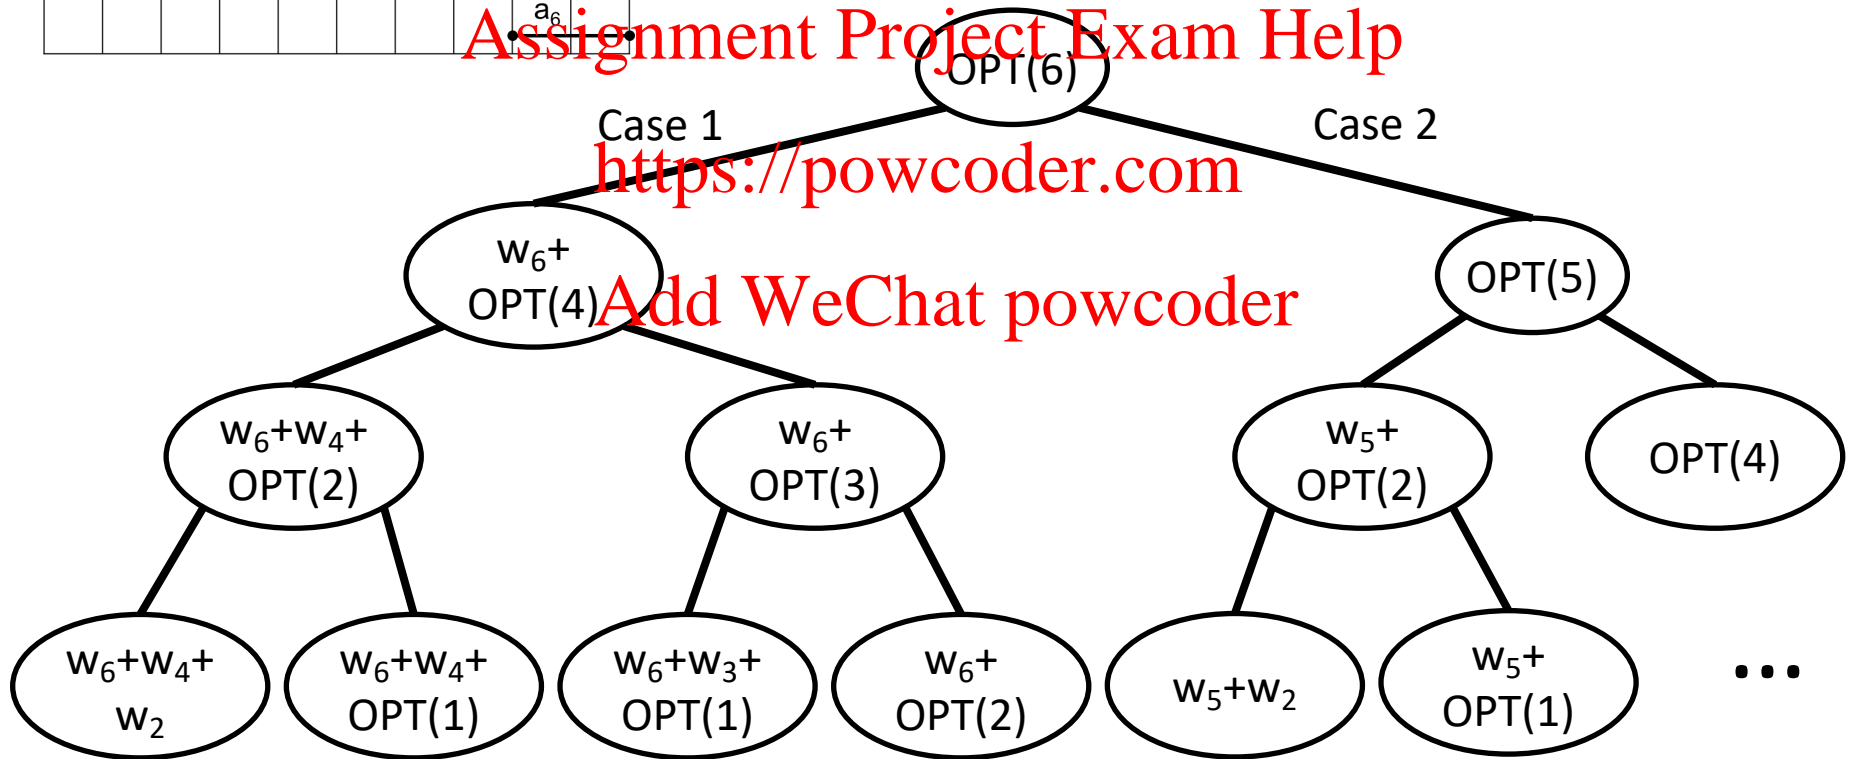 a₆
Assignment Project Exam Help
OPT(6)
Case 1
Case 2
https://powcoder.com
w₆+
OPT(4)
Add WeChat powcoder
OPT(5)
w₆+w₄+
OPT(2)
w₆+
OPT(3)
w₅+
OPT(2)
OPT(4)
w₆+w₄+
w₂
w₆+w₄+
OPT(1)
w₆+w₃+
OPT(1)
w₆+
OPT(2)
w₅+w₂
w₅+
OPT(1)
...